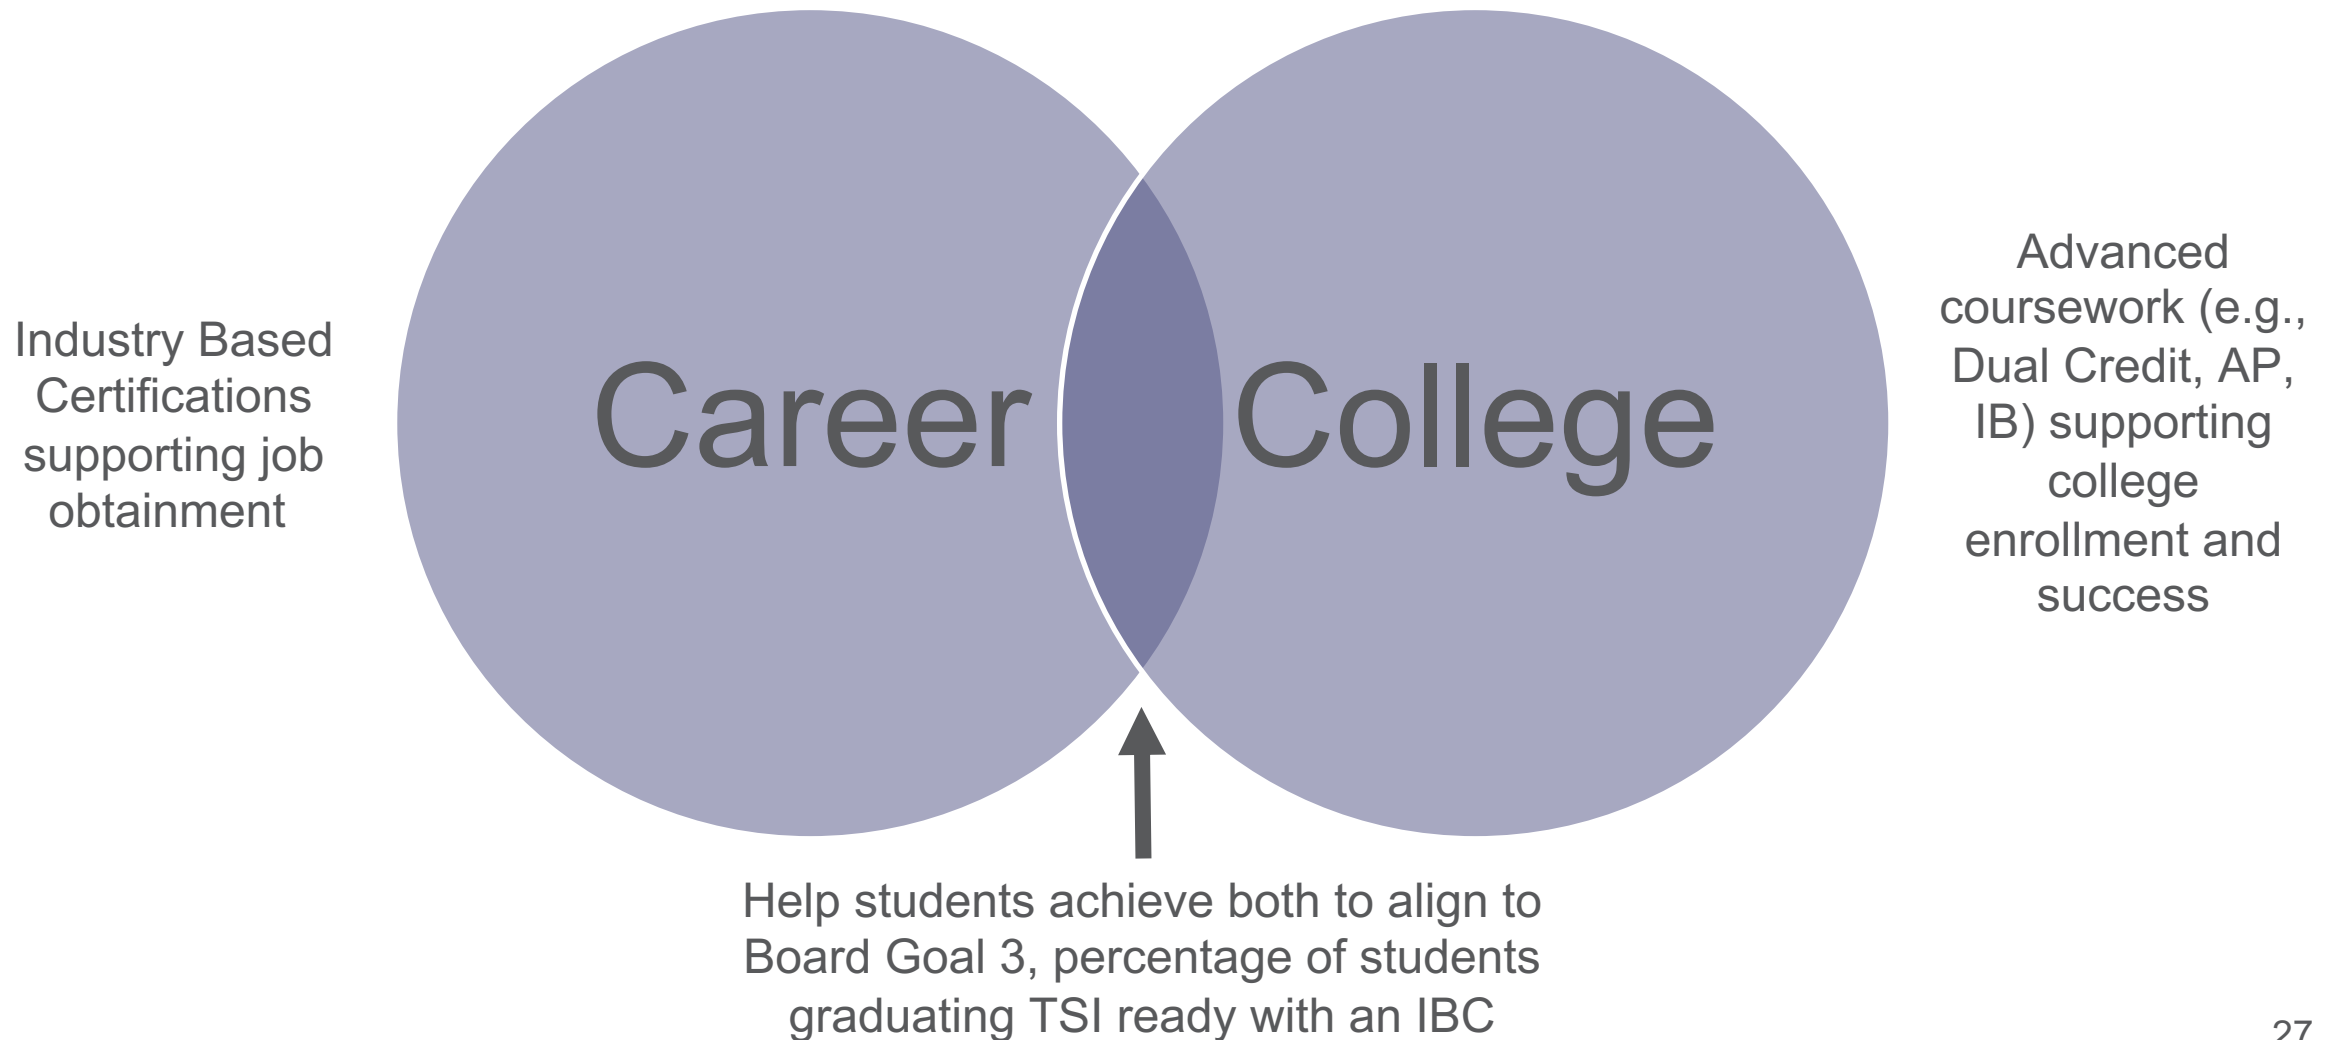 Industry Based
Certifications
supporting job
obtainment
Career
College
Advanced
coursework (e.g.,
Dual Credit, AP,
IB) supporting
college
enrollment and
success
Help students achieve both to align to
Board Goal 3, percentage of students
graduating TSI ready with an IBC
27